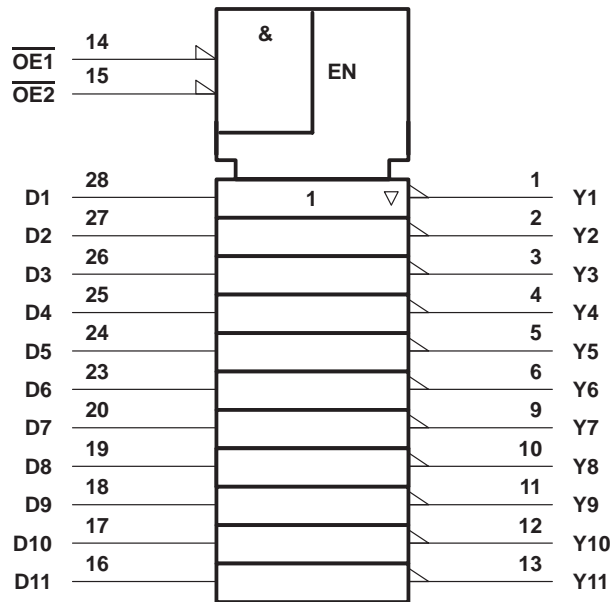 &
14
OE1
EN
15
OE2
28 1
D1 1 Y1
27 2
D2 Y2
26 3
D3 Y3
25 4
D4 Y4
24 5
D5 Y5
23 6
D6 Y6
20 9
D7 Y7
19 10
D8 Y8
18 11
D9 Y9
17 12
D10 Y10
16 13
D11 Y11